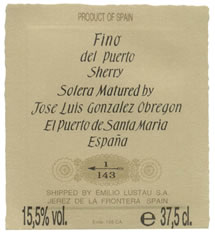 PRODUCT OF SPAIN
Fino
del Puerto
Sherry
Solera Matured by
Jose Luis Gonzalez Obregon
El Puerto de Santa Maria
España
1
143
SHIPPED BY EMILIO LUSTAU S.A.
JEREZ DE LA FRONTERA SPAIN
15,5% vol. e 37,5 cl.